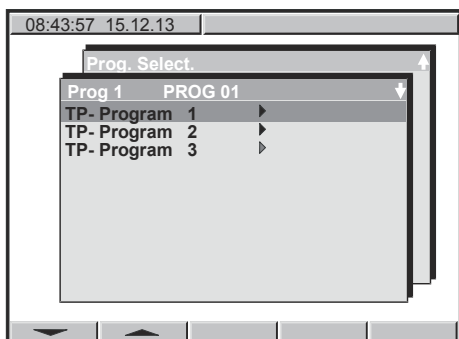 08:43:57 15.12.13
Prog. Select.
Prog 1 PROG 01
TP- Program 1
TP- Program 2
TP- Program 3